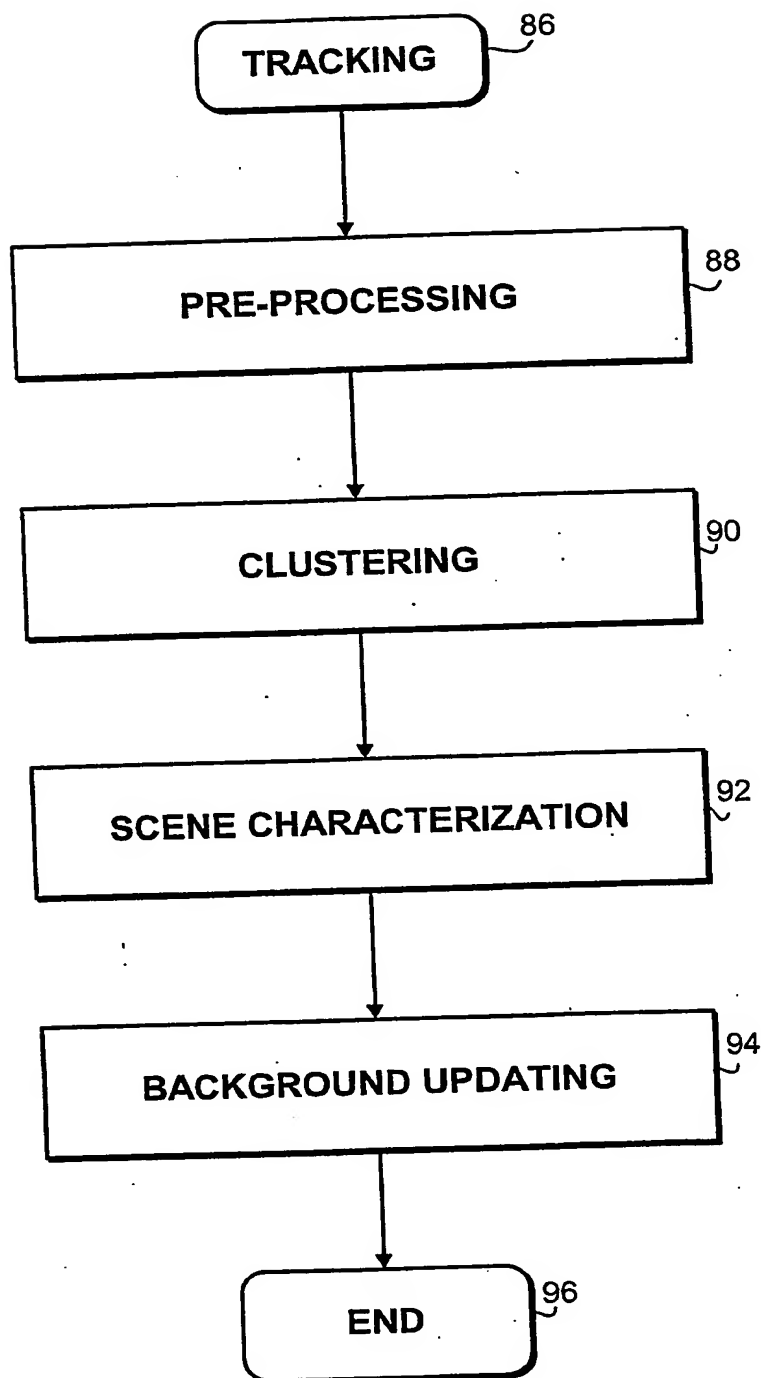 TRACKING
86
PRE-PROCESSING
88
CLUSTERING
90
SCENE CHARACTERIZATION
92
BACKGROUND UPDATING
94
END
96